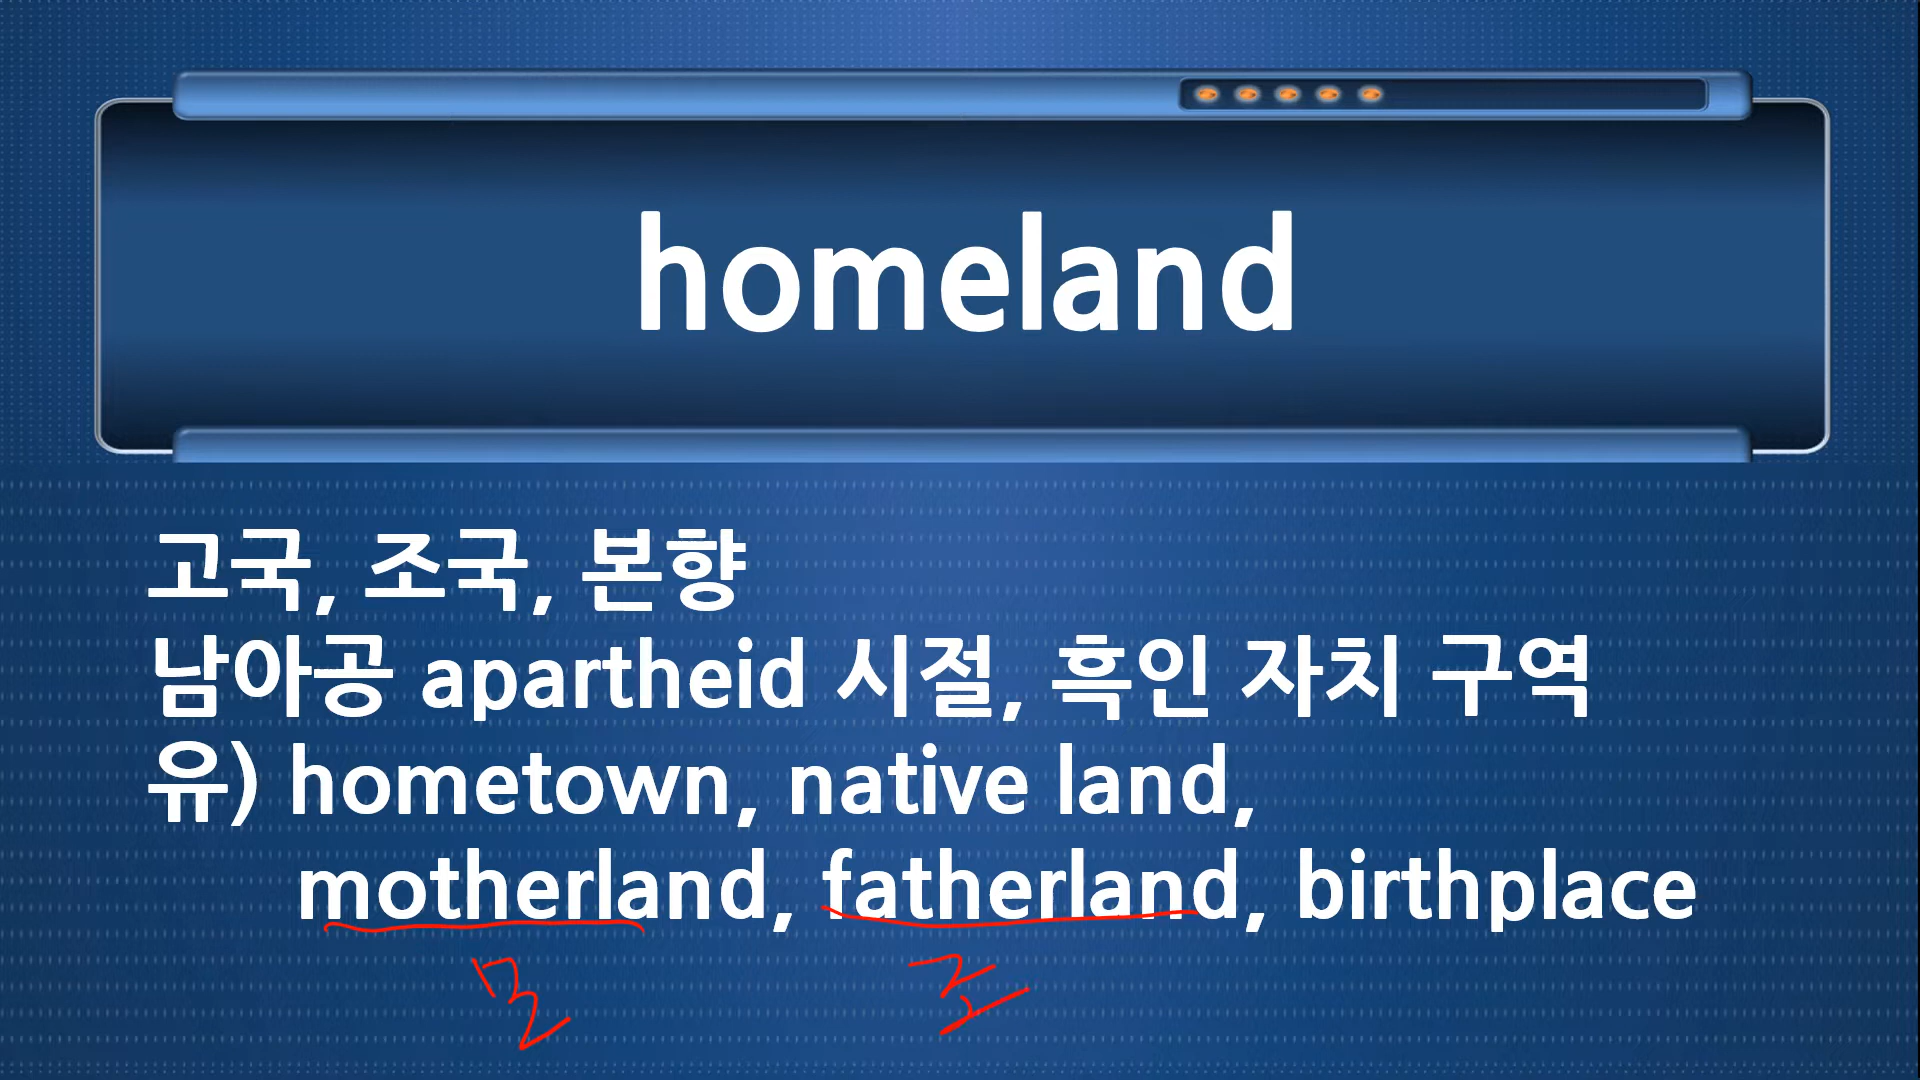 homeland
고국, 조국, 본향
남아공 apartheid 시절, 흑인 자치 구역
유) hometown, native land,
motherland, fatherland, birthplace